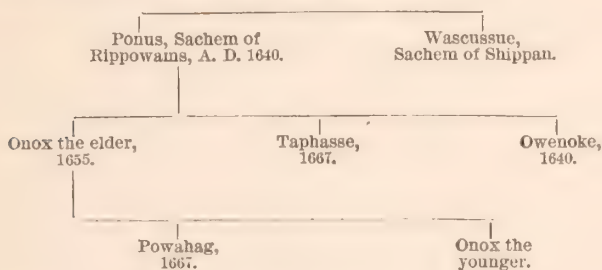 Ponus, Sachem of
Rippowams, A. D. 1640.
Wascussue,
Sachem of Shippan.
Onox the elder,
1655.
Taphasse,
1667.
Owenoke,
1640.
Powahag,
1667.
Onox the
younger.